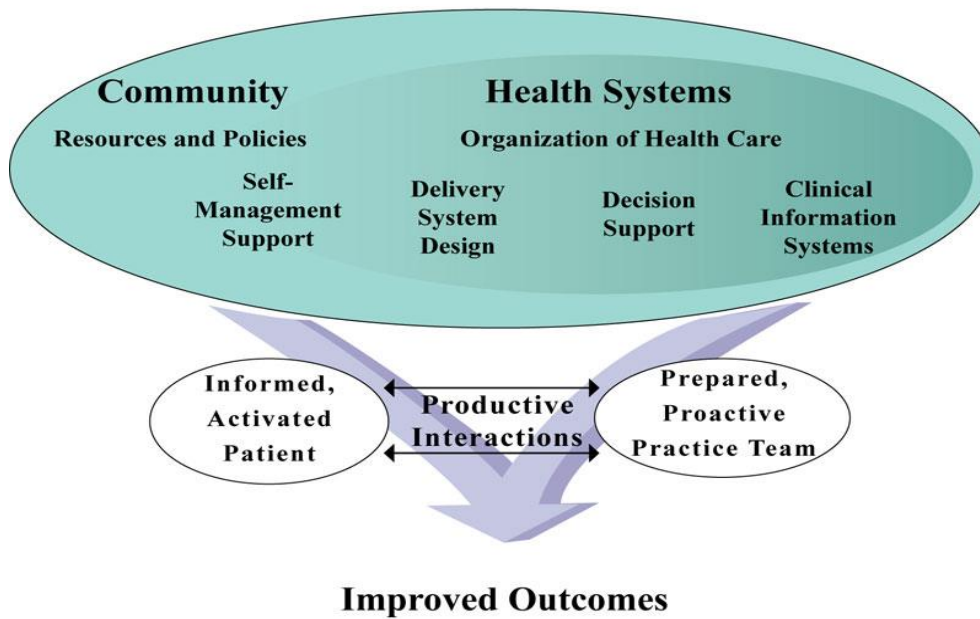 Community
Resources and Policies
Health Systems
Organization of Health Care
Self-
Management
Support
Delivery
System
Design
Decision
Support
Clinical
Information
Systems
Informed,
Activated
Patient
Productive
Interactions
Prepared,
Proactive
Practice Team
Improved Outcomes